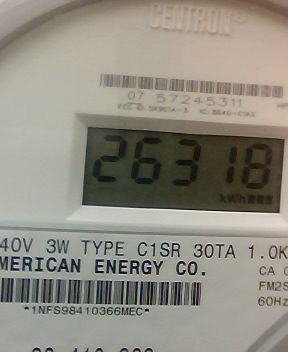 CENTRON®
07 57245311
26318
kWh
40V 3W TYPE C1SR 30TA 1.0K
MERICAN ENERGY CO.
CA
FM2S
60Hz
*1NFS98410366MEC*